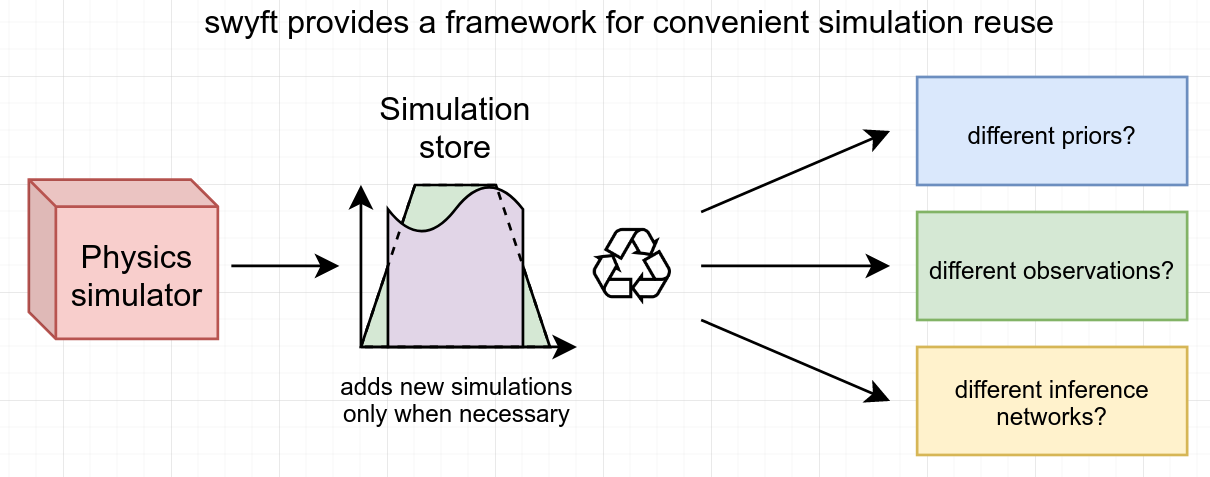 swyft provides a framework for convenient simulation reuse
Simulation
store
Physics
simulator
adds new simulations
only when necessary
different priors?
different observations?
different inference
networks?